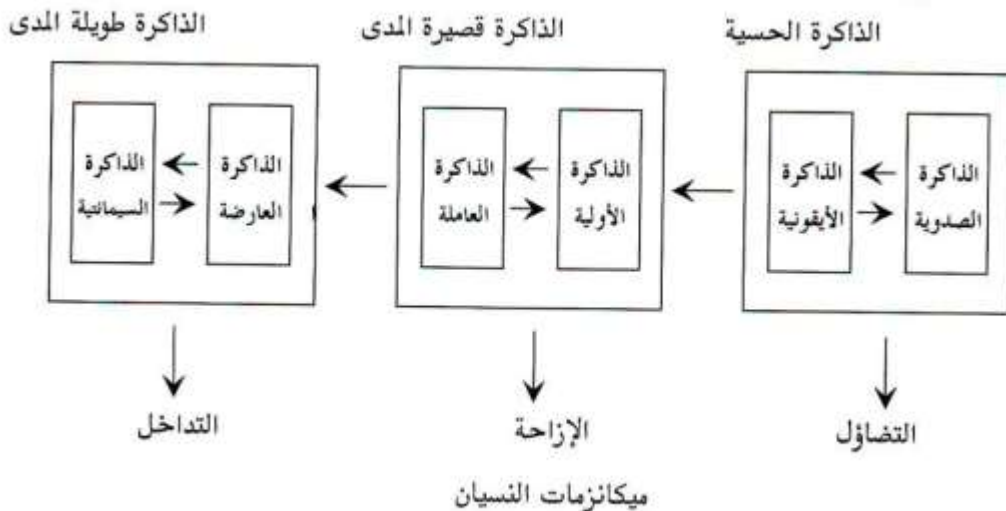 الذاكرة الحسية
الذاكرة قصيرة المدى
الذاكرة طويلة المدى
الذاكرة
الصدوية
الذاكرة
الأيقونية
الذاكرة
الأولية
الذاكرة
العاملة
الذاكرة
العارضة
الذاكرة
السيمانتية
التضاؤل
الإزاحة
التداخل
ميكانزمات النسيان